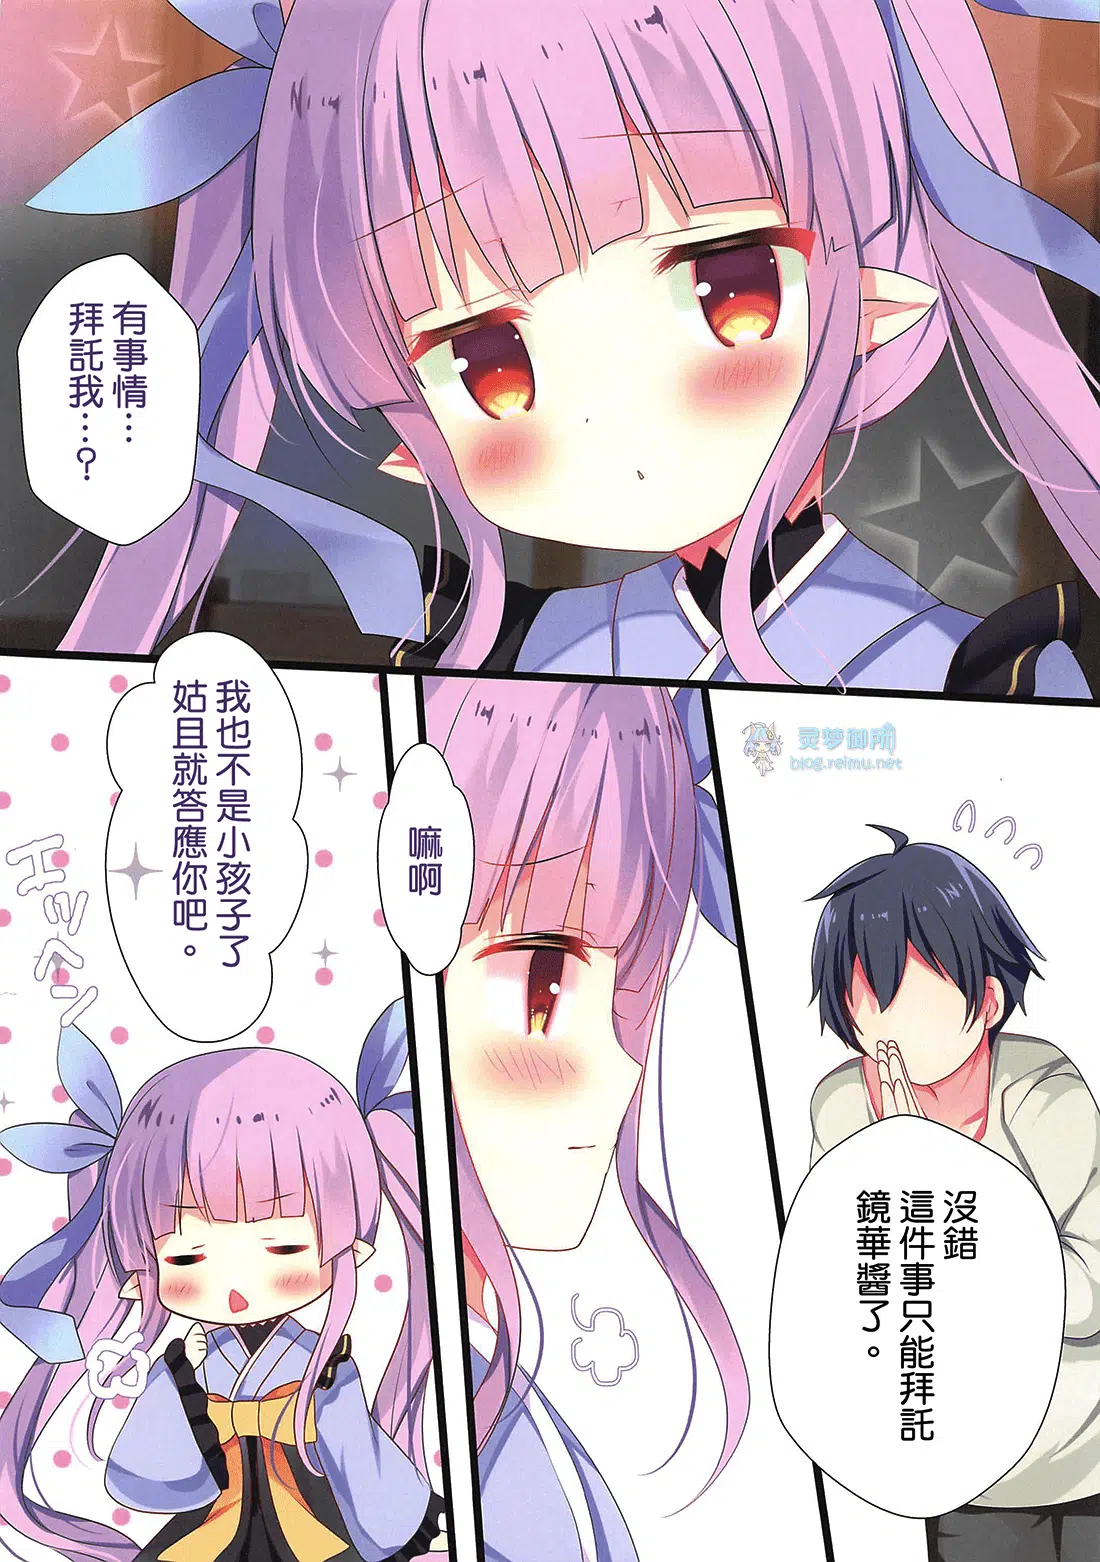 有事情…
拜託我…？
灵梦御所
blog.reimu.net
沒錯
這件事只能拜託
鏡華醬了。
嘛啊
我也不是小孩子了
姑且就答應你吧。
エッヘン